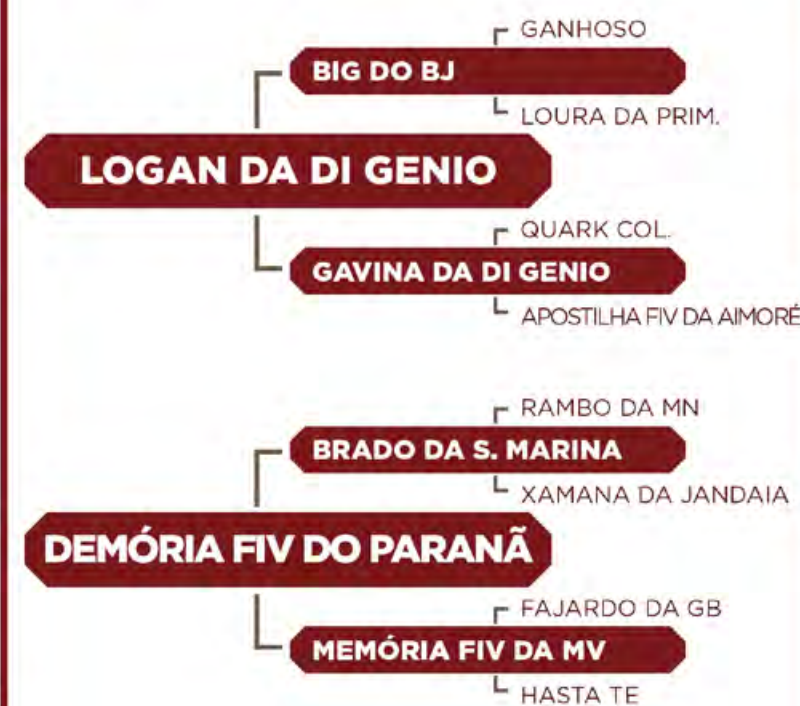 GANHOSO
BIG DO BJ
LOURA DA PRIM.
LOGAN DA DI GENIO
QUARK COL.
GAVINA DA DI GENIO
APOSTILHA FIV DA AIMORÉ
RAMBO DA MN
BRADO DA S. MARINA
XAMANA DA JANDAIA
DEMÓRIA FIV DO PARANÃ
FAJARDO DA GB
MEMÓRIA FIV DA MV
HASTA TE